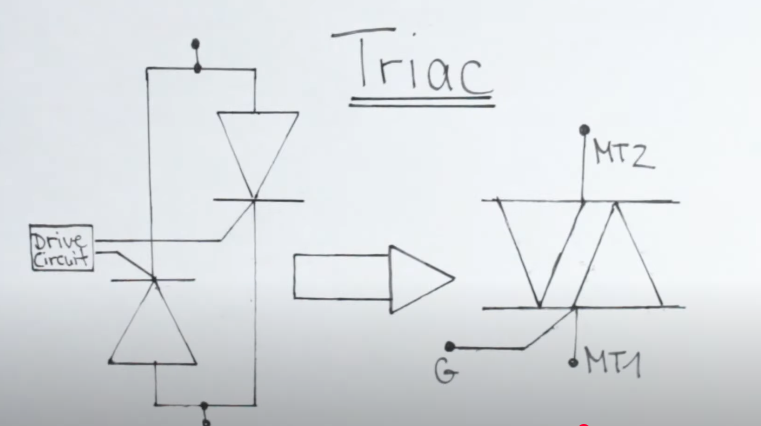 Triac
MT2
Drive
Circuit
G
MT1